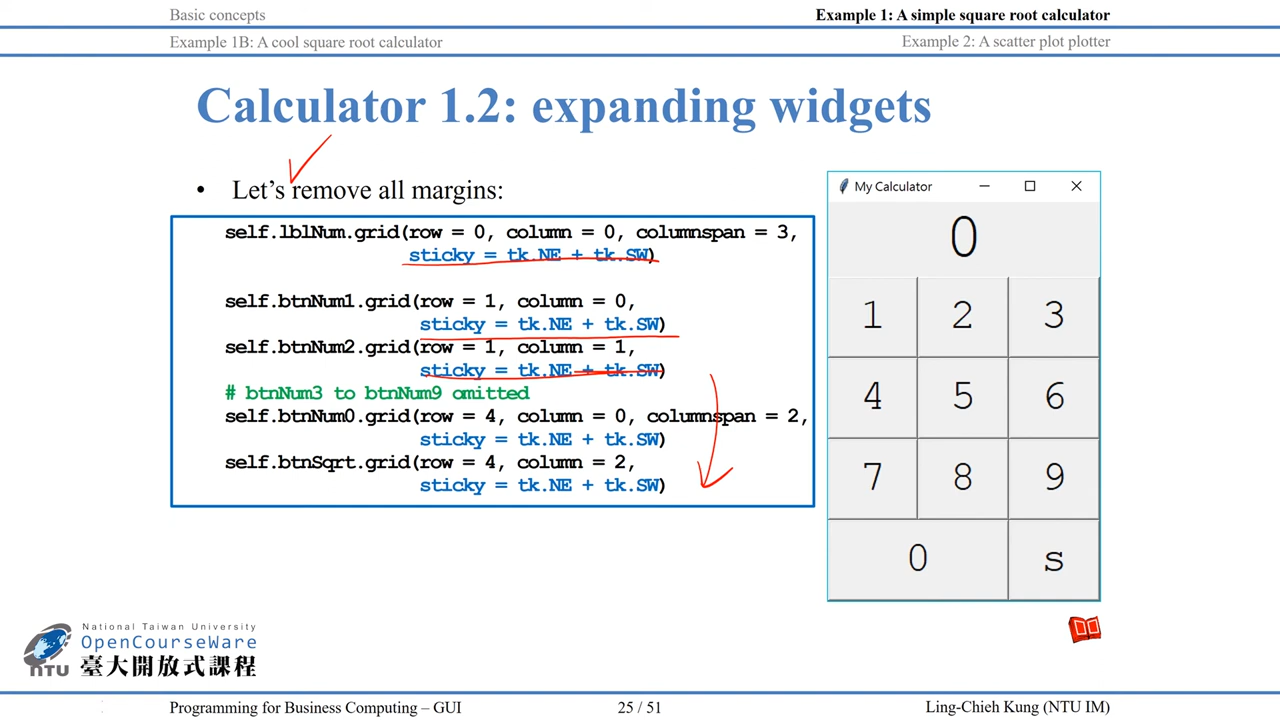 Basic concepts
Example 1: A simple square root calculator
Example 1B: A cool square root calculator
Example 2: A scatter plot plotter
Calculator 1.2: expanding widgets
• Let's remove all margins:
self.lblNum.grid(row = 0, column = 0, columnspan = 3,
sticky = tk.NE + tk.SW)
self.btnNum1.grid(row = 1, column = 0,
sticky = tk.NE + tk.SW)
self.btnNum2.grid(row = 1, column = 1,
sticky = tk.NE + tk.SW)
# btnNum3 to btnNum9 omitted
self.btnNum0.grid(row = 4, column = 0, columnspan = 2,
sticky = tk.NE + tk.SW)
self.btnSqrt.grid(row = 4, column = 2,
sticky = tk.NE + tk.SW)
My Calculator
0
1 2 3
4 5 6
7 8 9
0 s
National Taiwan University
OpenCourseWare
NTU 臺大開放式課程
Programming for Business Computing – GUI
25 / 51
Ling-Chieh Kung (NTU IM)